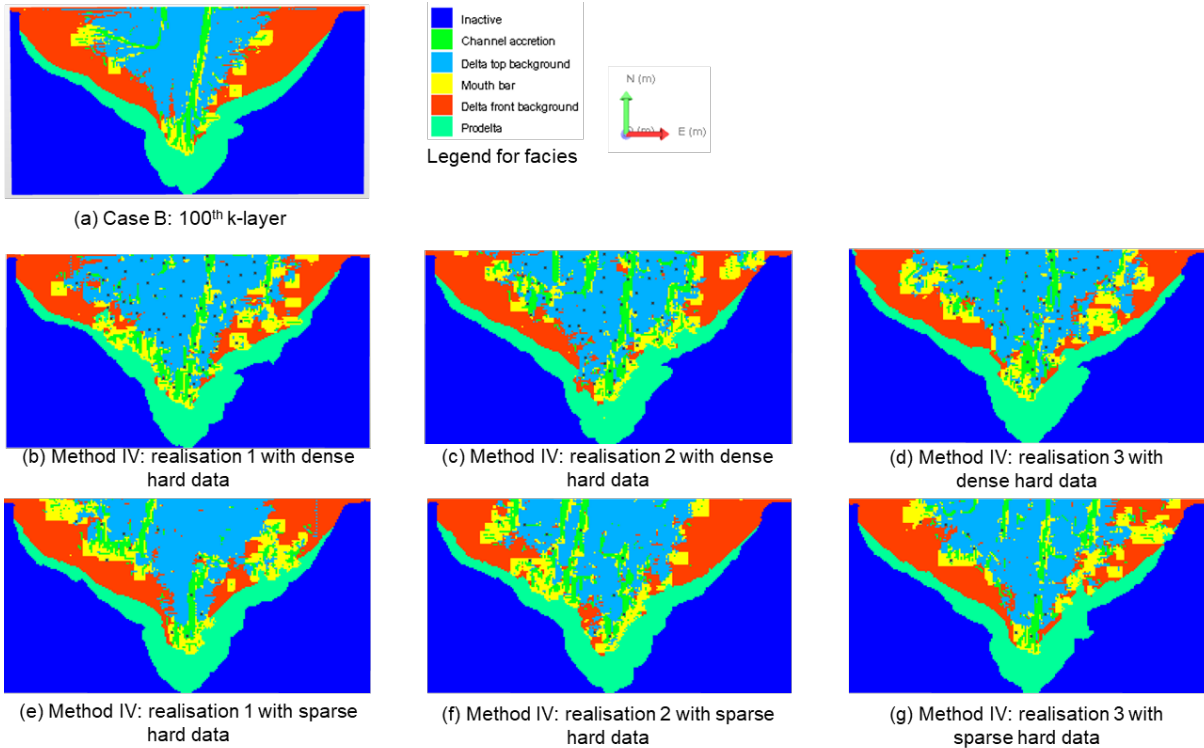 Inactive
Channel accretion
Delta top background
Mouth bar
Delta front background
Prodelta
Legend for facies
N (m)
E (m)
(a) Case B: 100th k-layer
(b) Method IV: realisation 1 with dense
hard data
(c) Method IV: realisation 2 with dense
hard data
(d) Method IV: realisation 3 with
dense hard data
(e) Method IV: realisation 1 with sparse
hard data
(f) Method IV: realisation 2 with sparse
hard data
(g) Method IV: realisation 3 with
sparse hard data